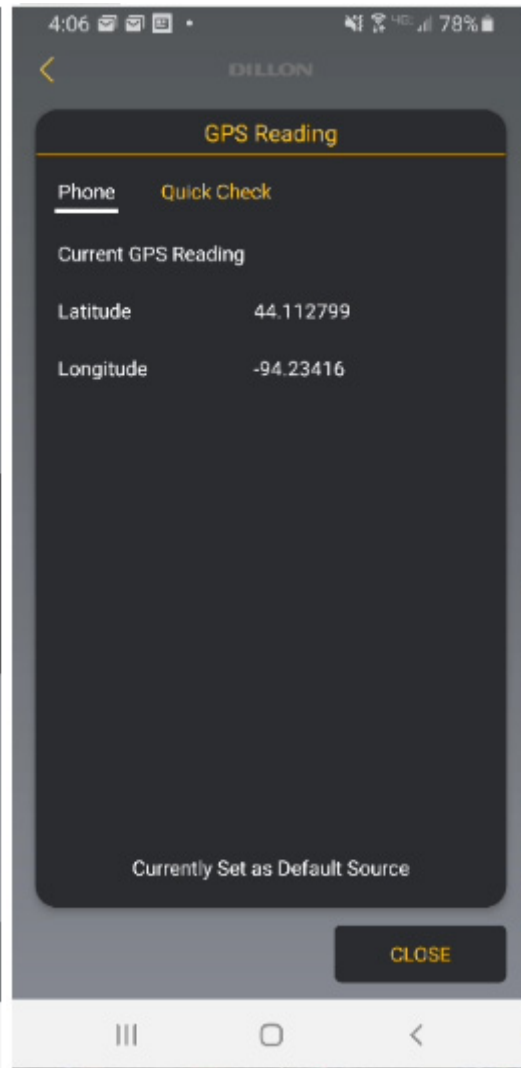 4:06 78%
DILLON
GPS Reading
Phone Quick Check
Current GPS Reading
Latitude 44.112799
Longitude -94.23416
Currently Set as Default Source
CLOSE